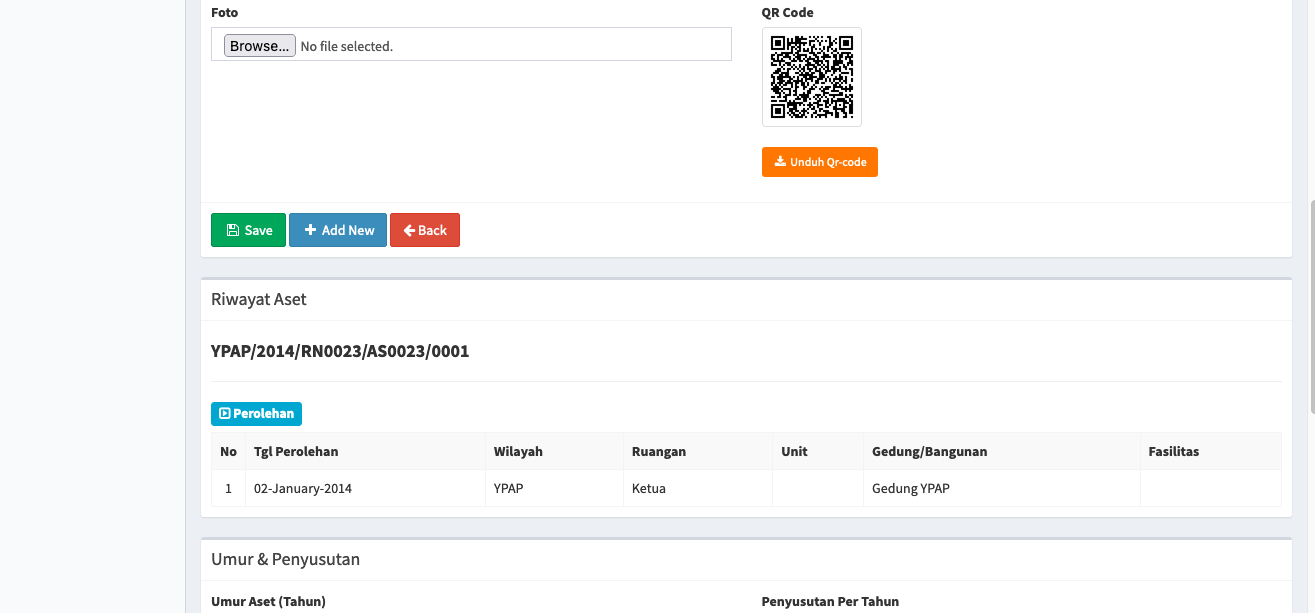 Foto
QR Code
Browse... No file selected.
Unduh Qr-code
Save Add New Back
Riwayat Aset
YPAP/2014/RN0023/AS0023/0001
Perolehan
No Tgl Perolehan Wilayah Ruangan Unit Gedung/Bangunan Fasilitas
1 02-January-2014 YPAP Ketua Gedung YPAP
Umur & Penyusutan
Umur Aset (Tahun) Penyusutan Per Tahun